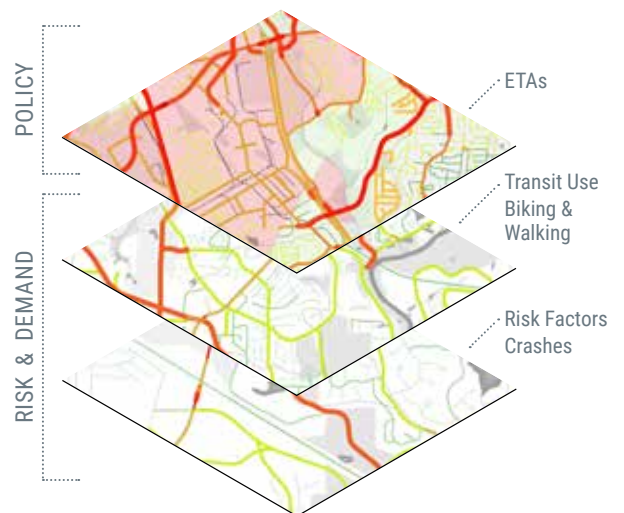 POLICY
ETAs
RISK & DEMAND
Transit Use
Biking &
Walking
Risk Factors
Crashes